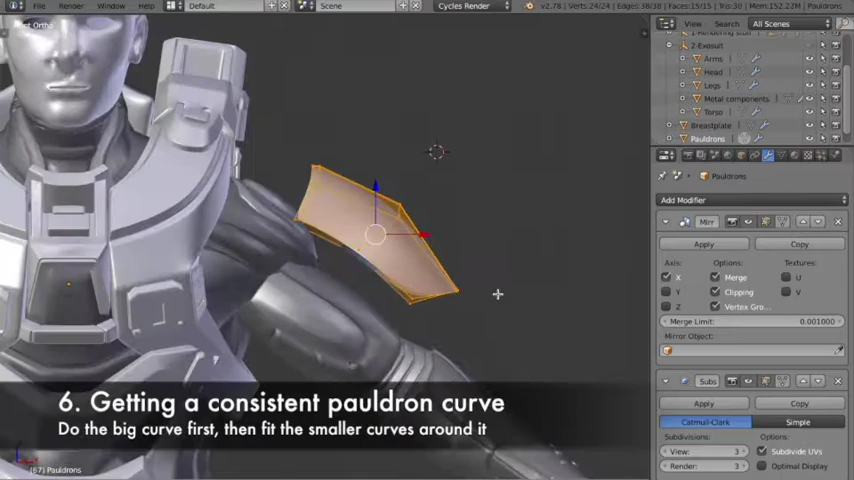 File Render Window Help Default Scene Cycles Render v2.78 Verts:24/24 | Edges:38/38 | Faces:15/15 | Tris:30 | Mem:152.22M | Pauldrons
Ortho
View Search All Scenes
2-Exosuit
Arms
Head
Legs
Metal components
Torso
Breastplate
Pauldrons
Pauldrons
Add Modifier
Mirr
Apply Copy
Axis: Options: Textures:
X Merge U
Y Clipping V
Z Vertex Gro...
Merge Limit: 0.001000
Mirror Object:
Subs
Apply Copy
Catmull-Clark Simple
Subdivisions: Options:
View: 3 Subdivide UVs
Render: 3 Optimal Display
6. Getting a consistent pauldron curve
Do the big curve first, then fit the smaller curves around it
(67) Pauldrons